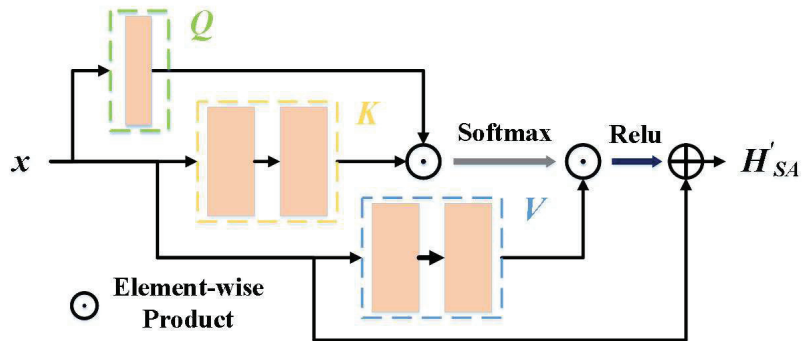 Q
K
Softmax
Relu
x
H'SA
V
Element-wise
Product